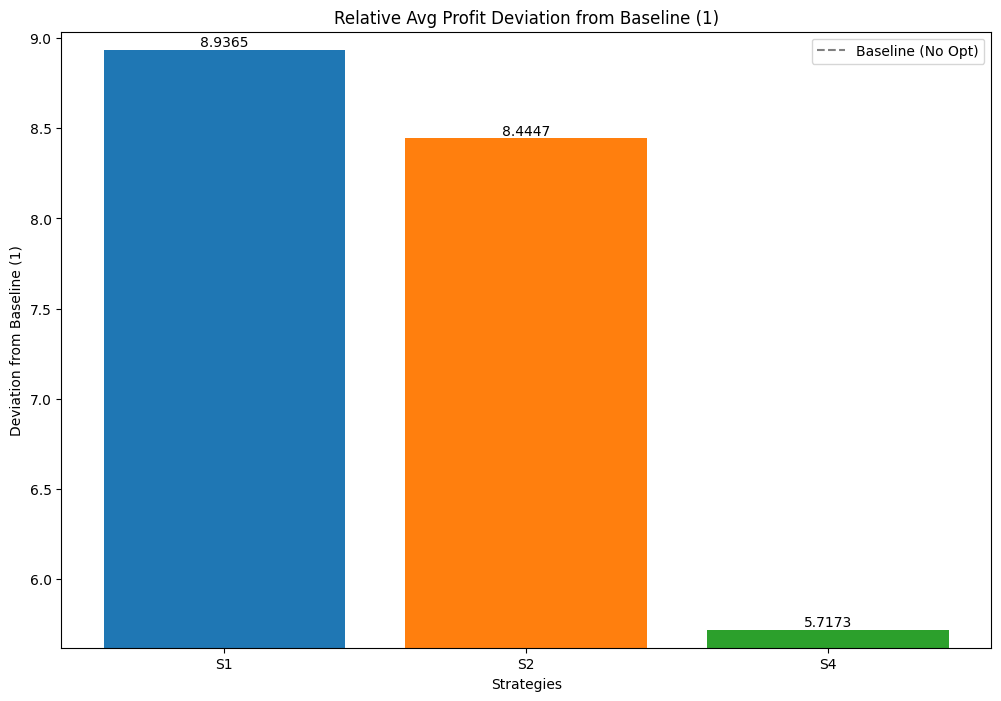 Relative Avg Profit Deviation from Baseline (1)
Baseline (No Opt)
Deviation from Baseline (1)
9.0
8.5
8.0
7.5
7.0
6.5
6.0
8.9365
8.4447
5.7173
S1 S2 S4
Strategies